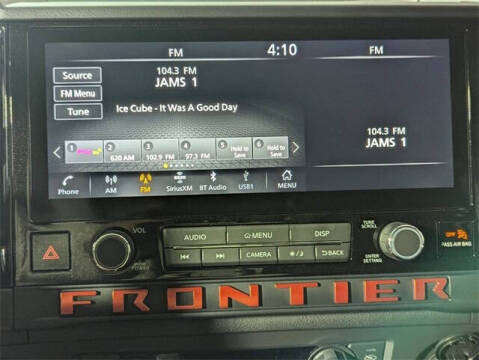 FM 4:10 FM
Source
104.3 FM
JAMS 1
FM Menu
Tune
Ice Cube - It Was A Good Day
104.3 FM
JAMS 1
1 2 3 4 5 6
620 AM 102.9 FM 97.3 FM Hold to Save Hold to Save
Phone AM FM SiriusXM BT Audio USB1 MENU
VOL
AUDIO MENU DISP
CAMERA BACK
TUNE
SCROLL
ENTER
SETTING
OFF
PASS AIR BAG
FRONTIER